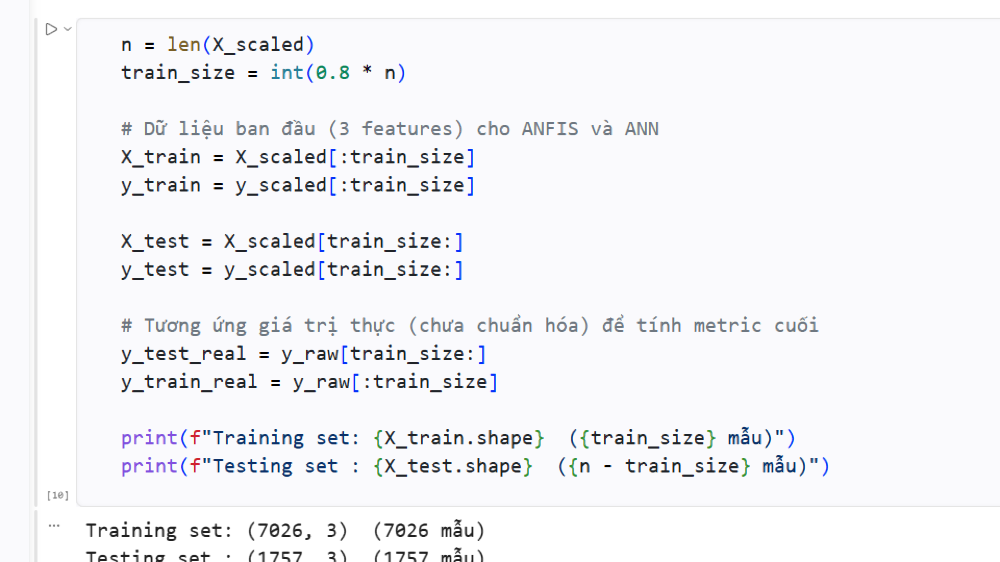 n = len(X_scaled)
train_size = int(0.8 * n)
# Dữ liệu ban đầu (3 features) cho ANFIS và ANN
X_train = X_scaled[:train_size]
y_train = y_scaled[:train_size]
X_test = X_scaled[train_size:]
y_test = y_scaled[train_size:]
# Tương ứng giá trị thực (chưa chuẩn hóa) để tính metric cuối
y_test_real = y_raw[train_size:]
y_train_real = y_raw[:train_size]
print(f"Training set: {X_train.shape}  ({train_size} mẫu)")
print(f"Testing set : {X_test.shape}  ({n - train_size} mẫu)")
[10]
... Training set: (7026, 3)  (7026 mẫu)
Testing set : (1757, 3)  (1757 mẫu)